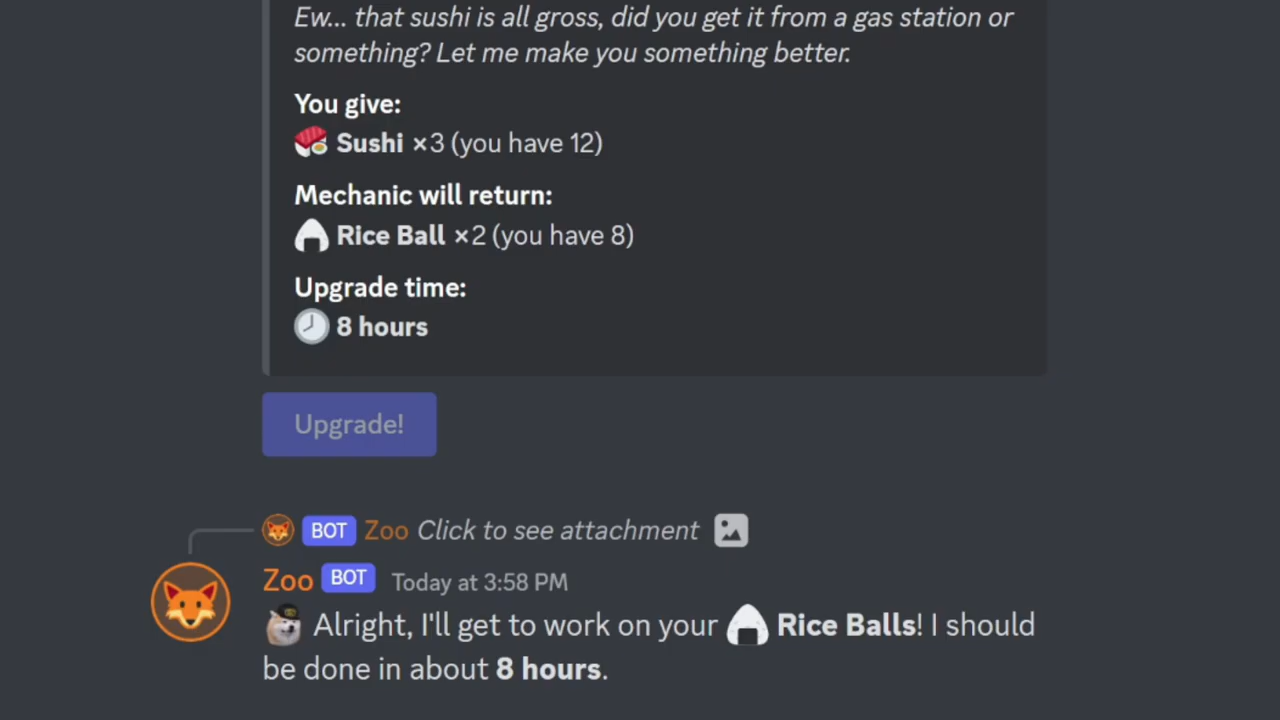 Ew... that sushi is all gross, did you get it from a gas station or
something? Let me make you something better.
You give:
Sushi ×3 (you have 12)
Mechanic will return:
Rice Ball ×2 (you have 8)
Upgrade time:
8 hours
Upgrade!
BOT Zoo Click to see attachment
Zoo BOT Today at 3:58 PM
Alright, I'll get to work on your Rice Balls! I should
be done in about 8 hours.